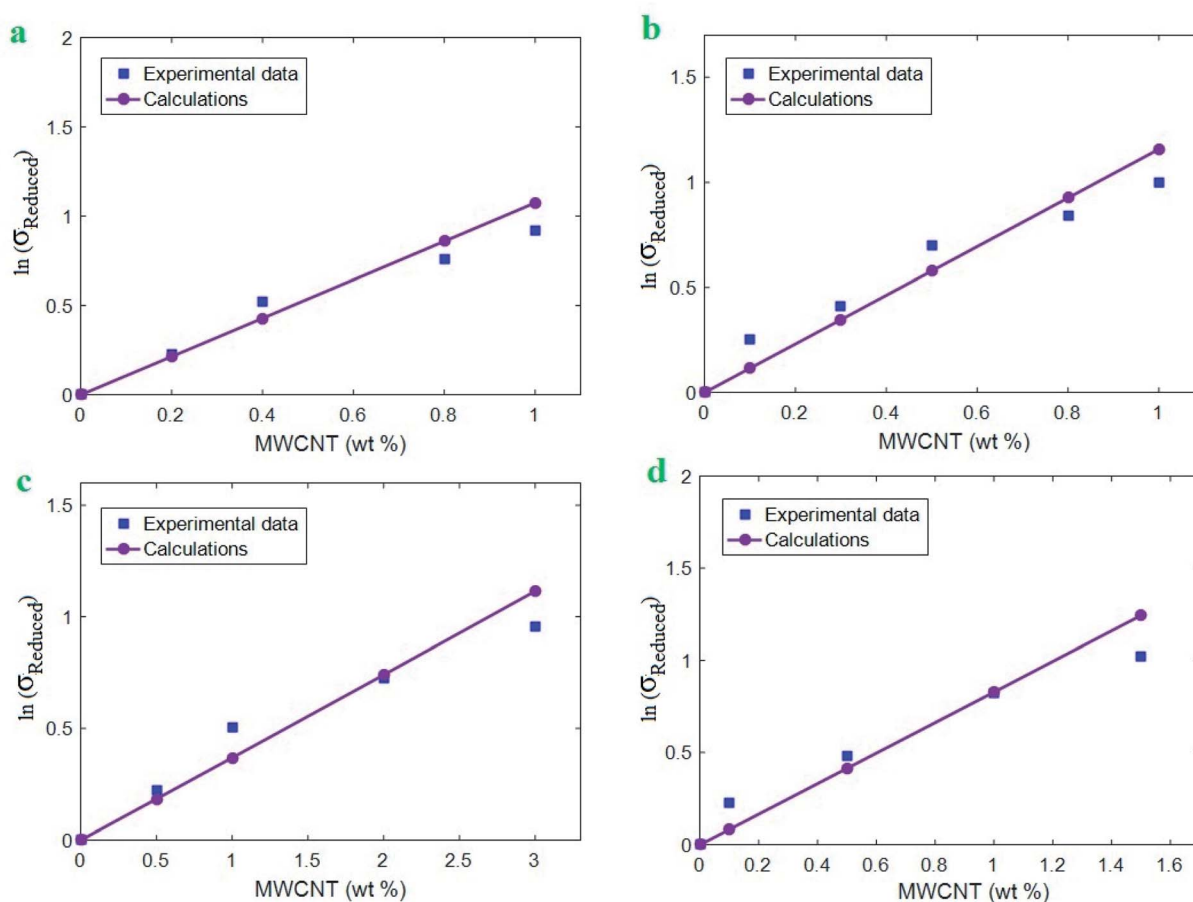 a
2
1.5
1
0.5
0
ln (σReduced)
Experimental data
Calculations
0 0.2 0.4 0.6 0.8 1
MWCNT (wt %)
b
1.5
1
0.5
0
ln (σReduced)
Experimental data
Calculations
0 0.2 0.4 0.6 0.8 1
MWCNT (wt %)
c
1.5
1
0.5
0
ln (σReduced)
Experimental data
Calculations
0 0.5 1 1.5 2 2.5 3
MWCNT (wt %)
d
2
1.5
1
0.5
0
ln (σReduced)
Experimental data
Calculations
0 0.2 0.4 0.6 0.8 1 1.2 1.4 1.6
MWCNT (wt %)